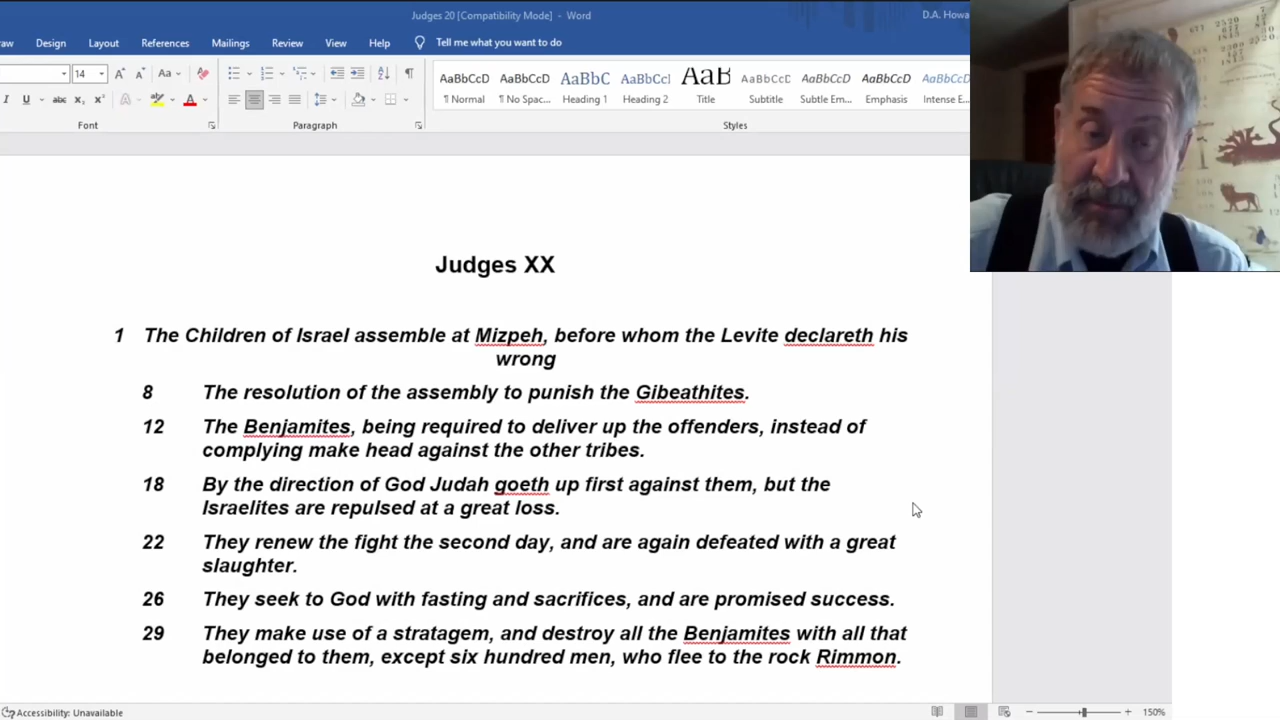 Judges 20 [Compatibility Mode] - Word
D.A. Howa
aw Design Layout References Mailings Review View Help Tell me what you want to do
14 Aa
I U abc x₂ x² A A
AaBbCcD AaBbCcD AaBbC AaBbCcl AaB AaBbCcD AaBbCcD AaBbCcD AaBbCcD
¶ Normal ¶ No Spac... Heading 1 Heading 2 Title Subtitle Subtle Em... Emphasis Intense E...
Font Paragraph Styles
Judges XX
1 The Children of Israel assemble at Mizpeh, before whom the Levite declareth his
wrong
8 The resolution of the assembly to punish the Gibeathites.
12 The Benjamites, being required to deliver up the offenders, instead of
complying make head against the other tribes.
18 By the direction of God Judah goeth up first against them, but the
Israelites are repulsed at a great loss.
22 They renew the fight the second day, and are again defeated with a great
slaughter.
26 They seek to God with fasting and sacrifices, and are promised success.
29 They make use of a stratagem, and destroy all the Benjamites with all that
belonged to them, except six hundred men, who flee to the rock Rimmon.
Accessibility: Unavailable
150%